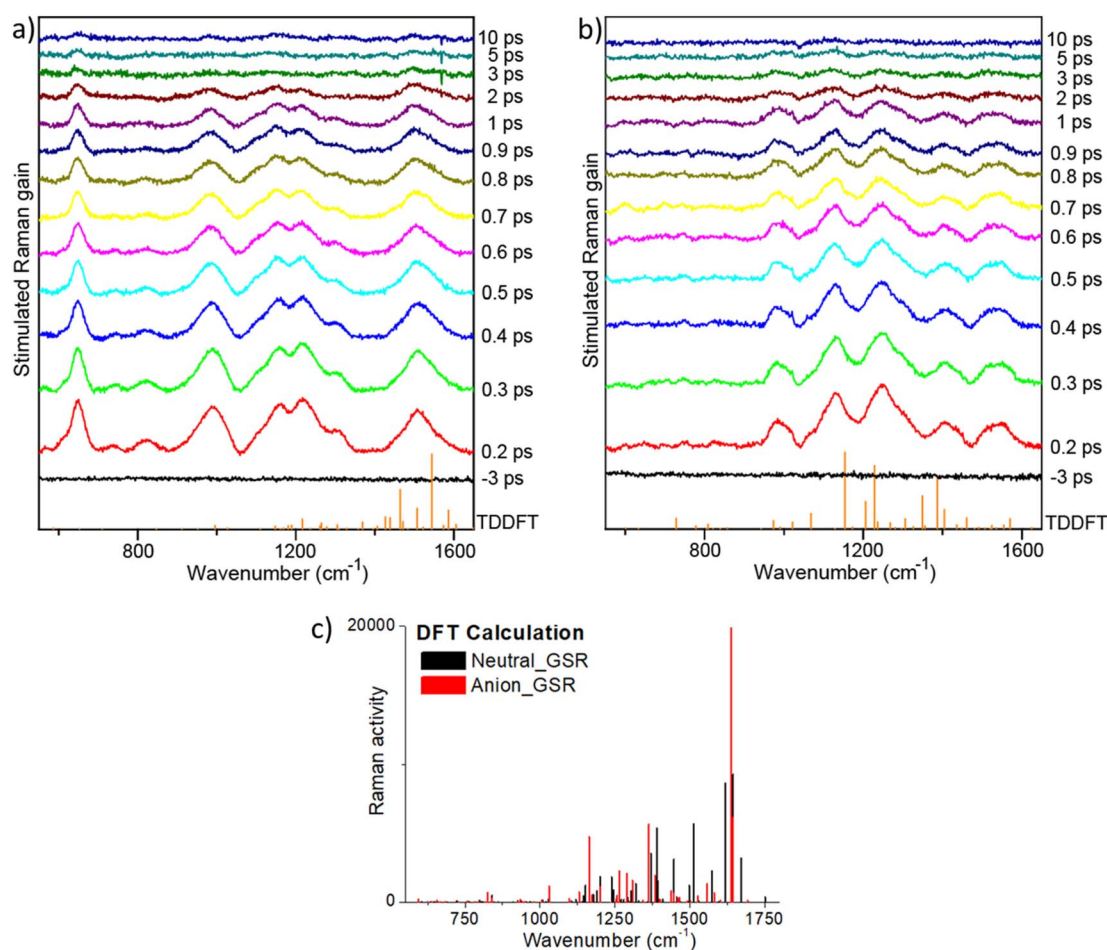 a)
10 ps
5 ps
3 ps
2 ps
1 ps
0.9 ps
0.8 ps
0.7 ps
0.6 ps
0.5 ps
0.4 ps
0.3 ps
0.2 ps
-3 ps
TDDFT
Stimulated Raman gain
800 1200 1600
Wavenumber (cm⁻¹)
b)
10 ps
5 ps
3 ps
2 ps
1 ps
0.9 ps
0.8 ps
0.7 ps
0.6 ps
0.5 ps
0.4 ps
0.3 ps
0.2 ps
-3 ps
TDDFT
Stimulated Raman gain
800 1200 1600
Wavenumber (cm⁻¹)
c)
20000
DFT Calculation
Neutral_GSR
Anion_GSR
Raman activity
0
750 1000 1250 1500 1750
Wavenumber (cm⁻¹)